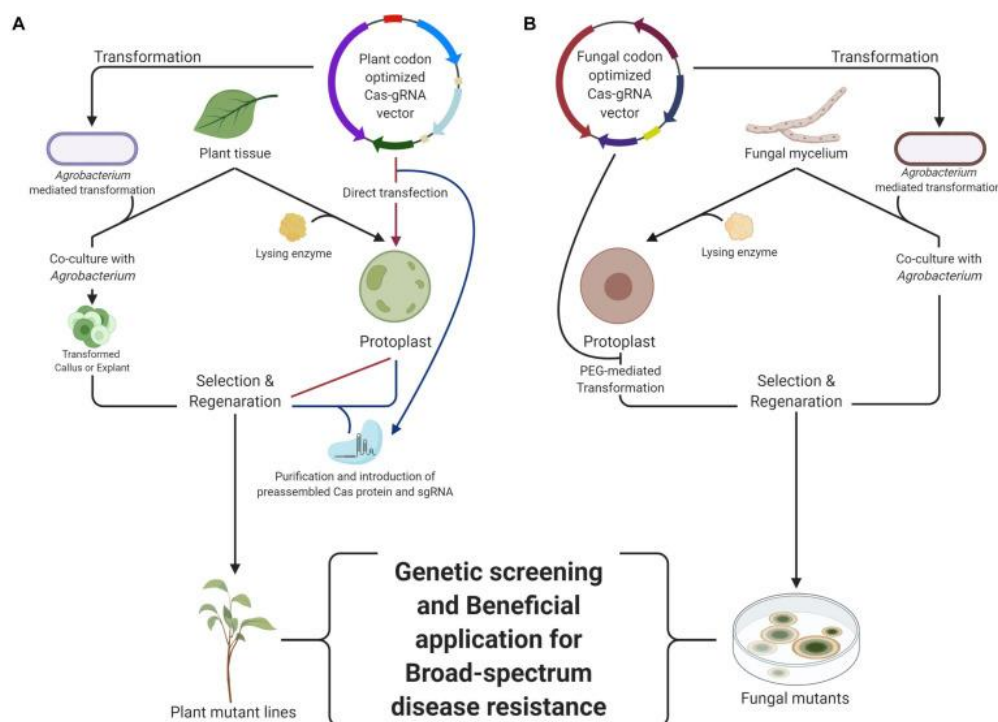 A
Transformation
Plant codon
optimized
Cas-gRNA
vector
Plant tissue
Agrobacterium
mediated transformation
Direct transfection
Lysing enzyme
Co-culture with
Agrobacterium
Protoplast
Transformed
Callus or Explant
Selection &
Regenaration
Purification and introduction of
preassembled Cas protein and sgRNA
Plant mutant lines
B
Fungal codon
optimized
Cas-gRNA
vector
Transformation
Fungal mycelium
Agrobacterium
mediated transformation
Lysing enzyme
Co-culture with
Agrobacterium
Protoplast
PEG-mediated
Transformation
Selection &
Regenaration
Fungal mutants
Genetic screening
and Beneficial
application for
Broad-spectrum
disease resistance